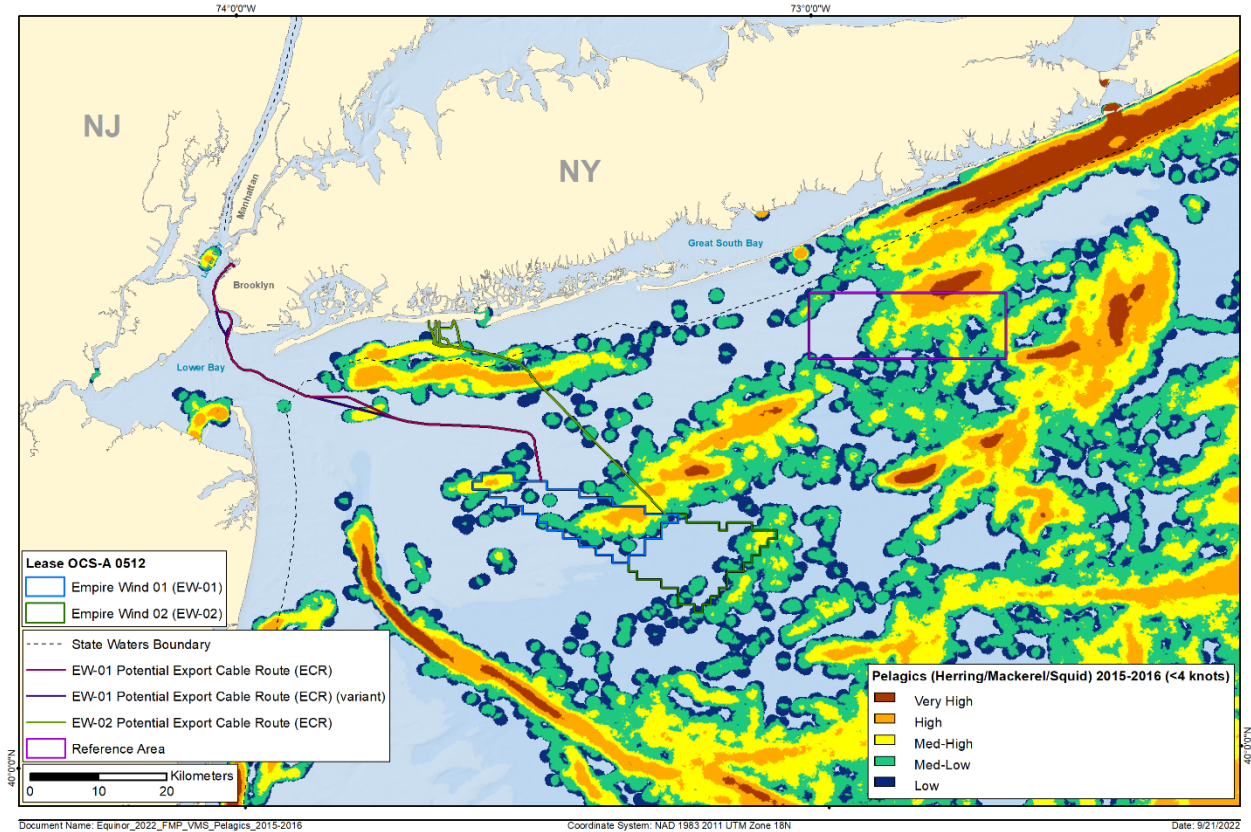 74°0'0"W
73°0'0"W
NJ
NY
Manhattan
Great South Bay
Brooklyn
Lower Bay
Lease OCS-A 0512
Empire Wind 01 (EW-01)
Empire Wind 02 (EW-02)
State Waters Boundary
EW-01 Potential Export Cable Route (ECR)
EW-01 Potential Export Cable Route (ECR) (variant)
EW-02 Potential Export Cable Route (ECR)
Reference Area
Kilometers
0 10 20
Pelagics (Herring/Mackerel/Squid) 2015-2016 (<4 knots)
Very High
High
Med-High
Med-Low
Low
40°0'0"N
40°0'0"N
Document Name: Equinor_2022_FMP_VMS_Pelagics_2015-2016
Coordinate System: NAD 1983 2011 UTM Zone 18N
Date: 9/21/2022